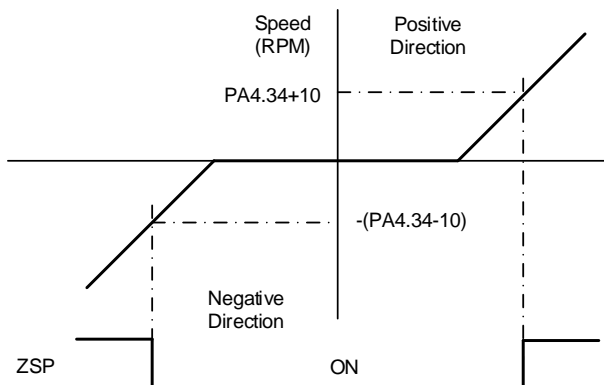 Speed
(RPM)
Positive
Direction
PA4.34+10
-(PA4.34-10)
Negative
Direction
ZSP
ON